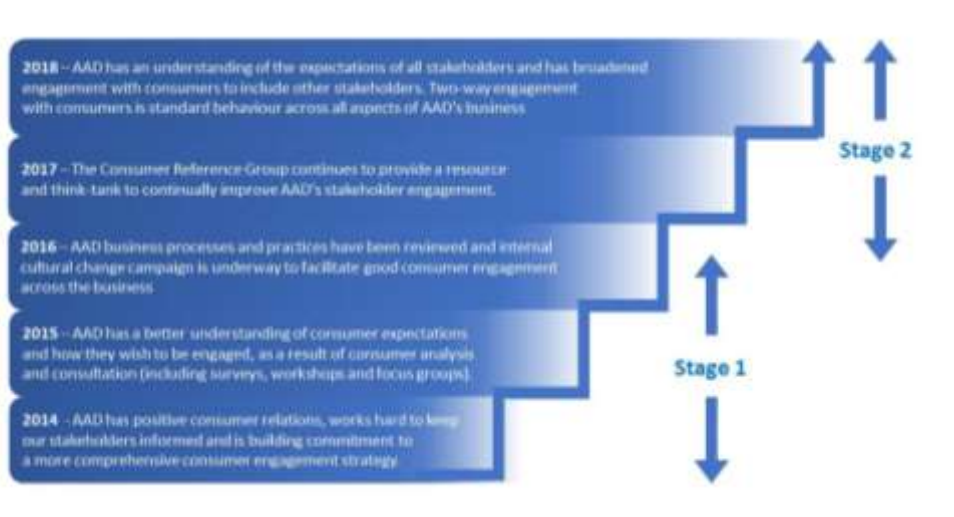 2018 – AAD has an understanding of the expectations of all stakeholders and has broadened
engagement with consumers to include other stakeholders. Two-way engagement
with consumers is standard behaviour across all aspects of AAD's business
Stage 2
2017 – The Consumer Reference Group continues to provide a resource
and think-tank to continually improve AAD's stakeholder engagement.
2016 – AAD business processes and practices have been reviewed and internal
cultural change campaign is underway to facilitate good consumer engagement
across the business
2015 – AAD has a better understanding of consumer expectations
and how they wish to be engaged, as a result of consumer analysis
and consultation (including surveys, workshops and focus groups).
Stage 1
2014 – AAD has positive consumer relations, works hard to keep
our stakeholders informed and is building commitment to
a more comprehensive consumer engagement strategy.